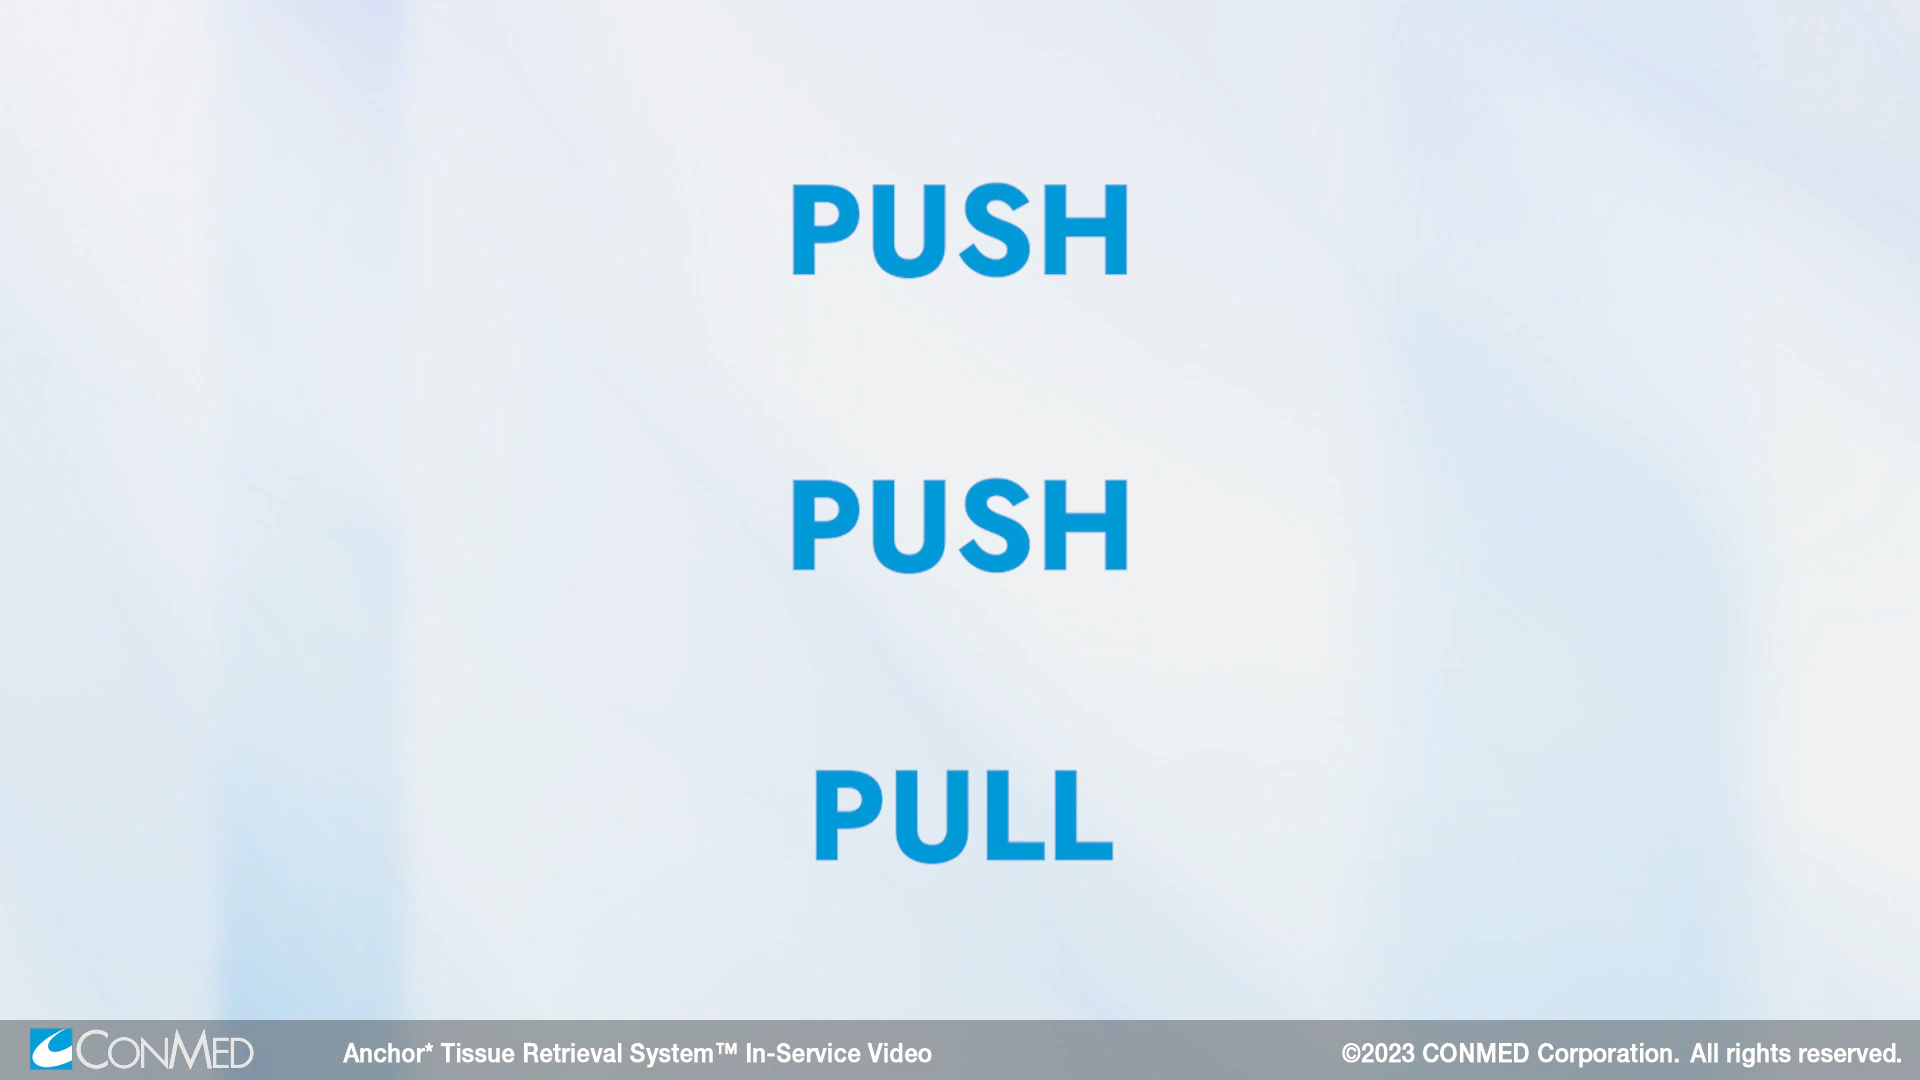 PUSH
PUSH
PULL
CONMED
Anchor* Tissue Retrieval System™ In-Service Video
©2023 CONMED Corporation. All rights reserved.